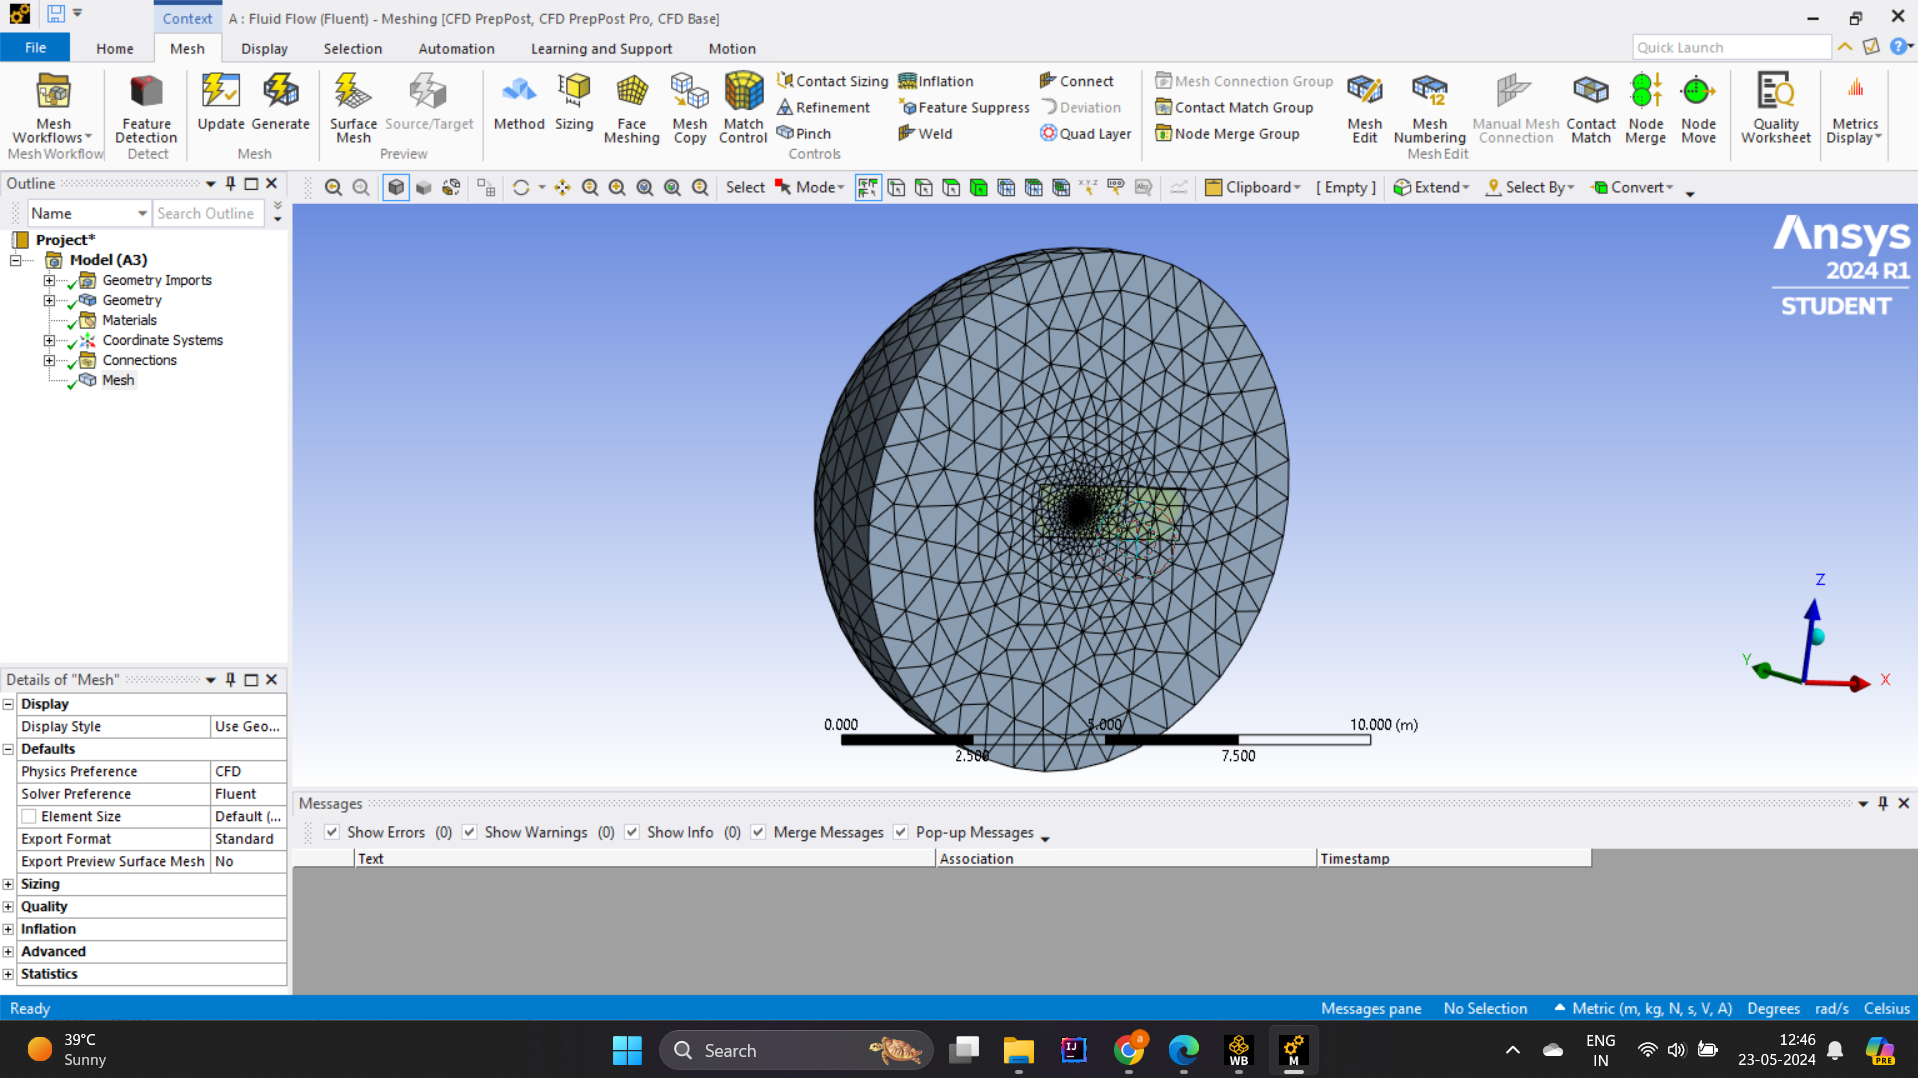 Context
A : Fluid Flow (Fluent) - Meshing [CFD PrepPost, CFD PrepPost Pro, CFD Base]
File
Home
Mesh
Display
Selection
Automation
Learning and Support
Motion
Quick Launch
Mesh Workflows
Feature Detection
Update
Generate
Surface Mesh
Source/Target
Method
Sizing
Face Meshing
Mesh Copy
Match Control
Contact Sizing
Refinement
Pinch
Inflation
Feature Suppress
Weld
Connect
Deviation
Quad Layer
Mesh Connection Group
Contact Match Group
Node Merge Group
Mesh Edit
Mesh Numbering
Manual Mesh Connection
Contact Match
Node Merge
Node Move
Quality Worksheet
Metrics Display
Mesh Workflow
Detect
Mesh
Preview
Controls
Mesh Edit
Outline
Select
Mode
Clipboard
[ Empty ]
Extend
Select By
Convert
Name
Search Outline
Project*
Model (A3)
Geometry Imports
Geometry
Materials
Coordinate Systems
Connections
Mesh
Ansys
2024 R1
STUDENT
Z
Y
X
0.000
5.000
10.000 (m)
2.500
7.500
Details of "Mesh"
Display
Display Style Use Geo...
Defaults
Physics Preference CFD
Solver Preference Fluent
Element Size Default (...
Export Format Standard
Export Preview Surface Mesh No
Sizing
Quality
Inflation
Advanced
Statistics
Messages
Show Errors (0) Show Warnings (0) Show Info (0) Merge Messages Pop-up Messages
Text Association Timestamp
Ready
Messages pane No Selection Metric (m, kg, N, s, V, A) Degrees rad/s Celsius
39°C
Sunny
Search
IJ
a
WB
M
ENG
IN
12:46
23-05-2024
PRE